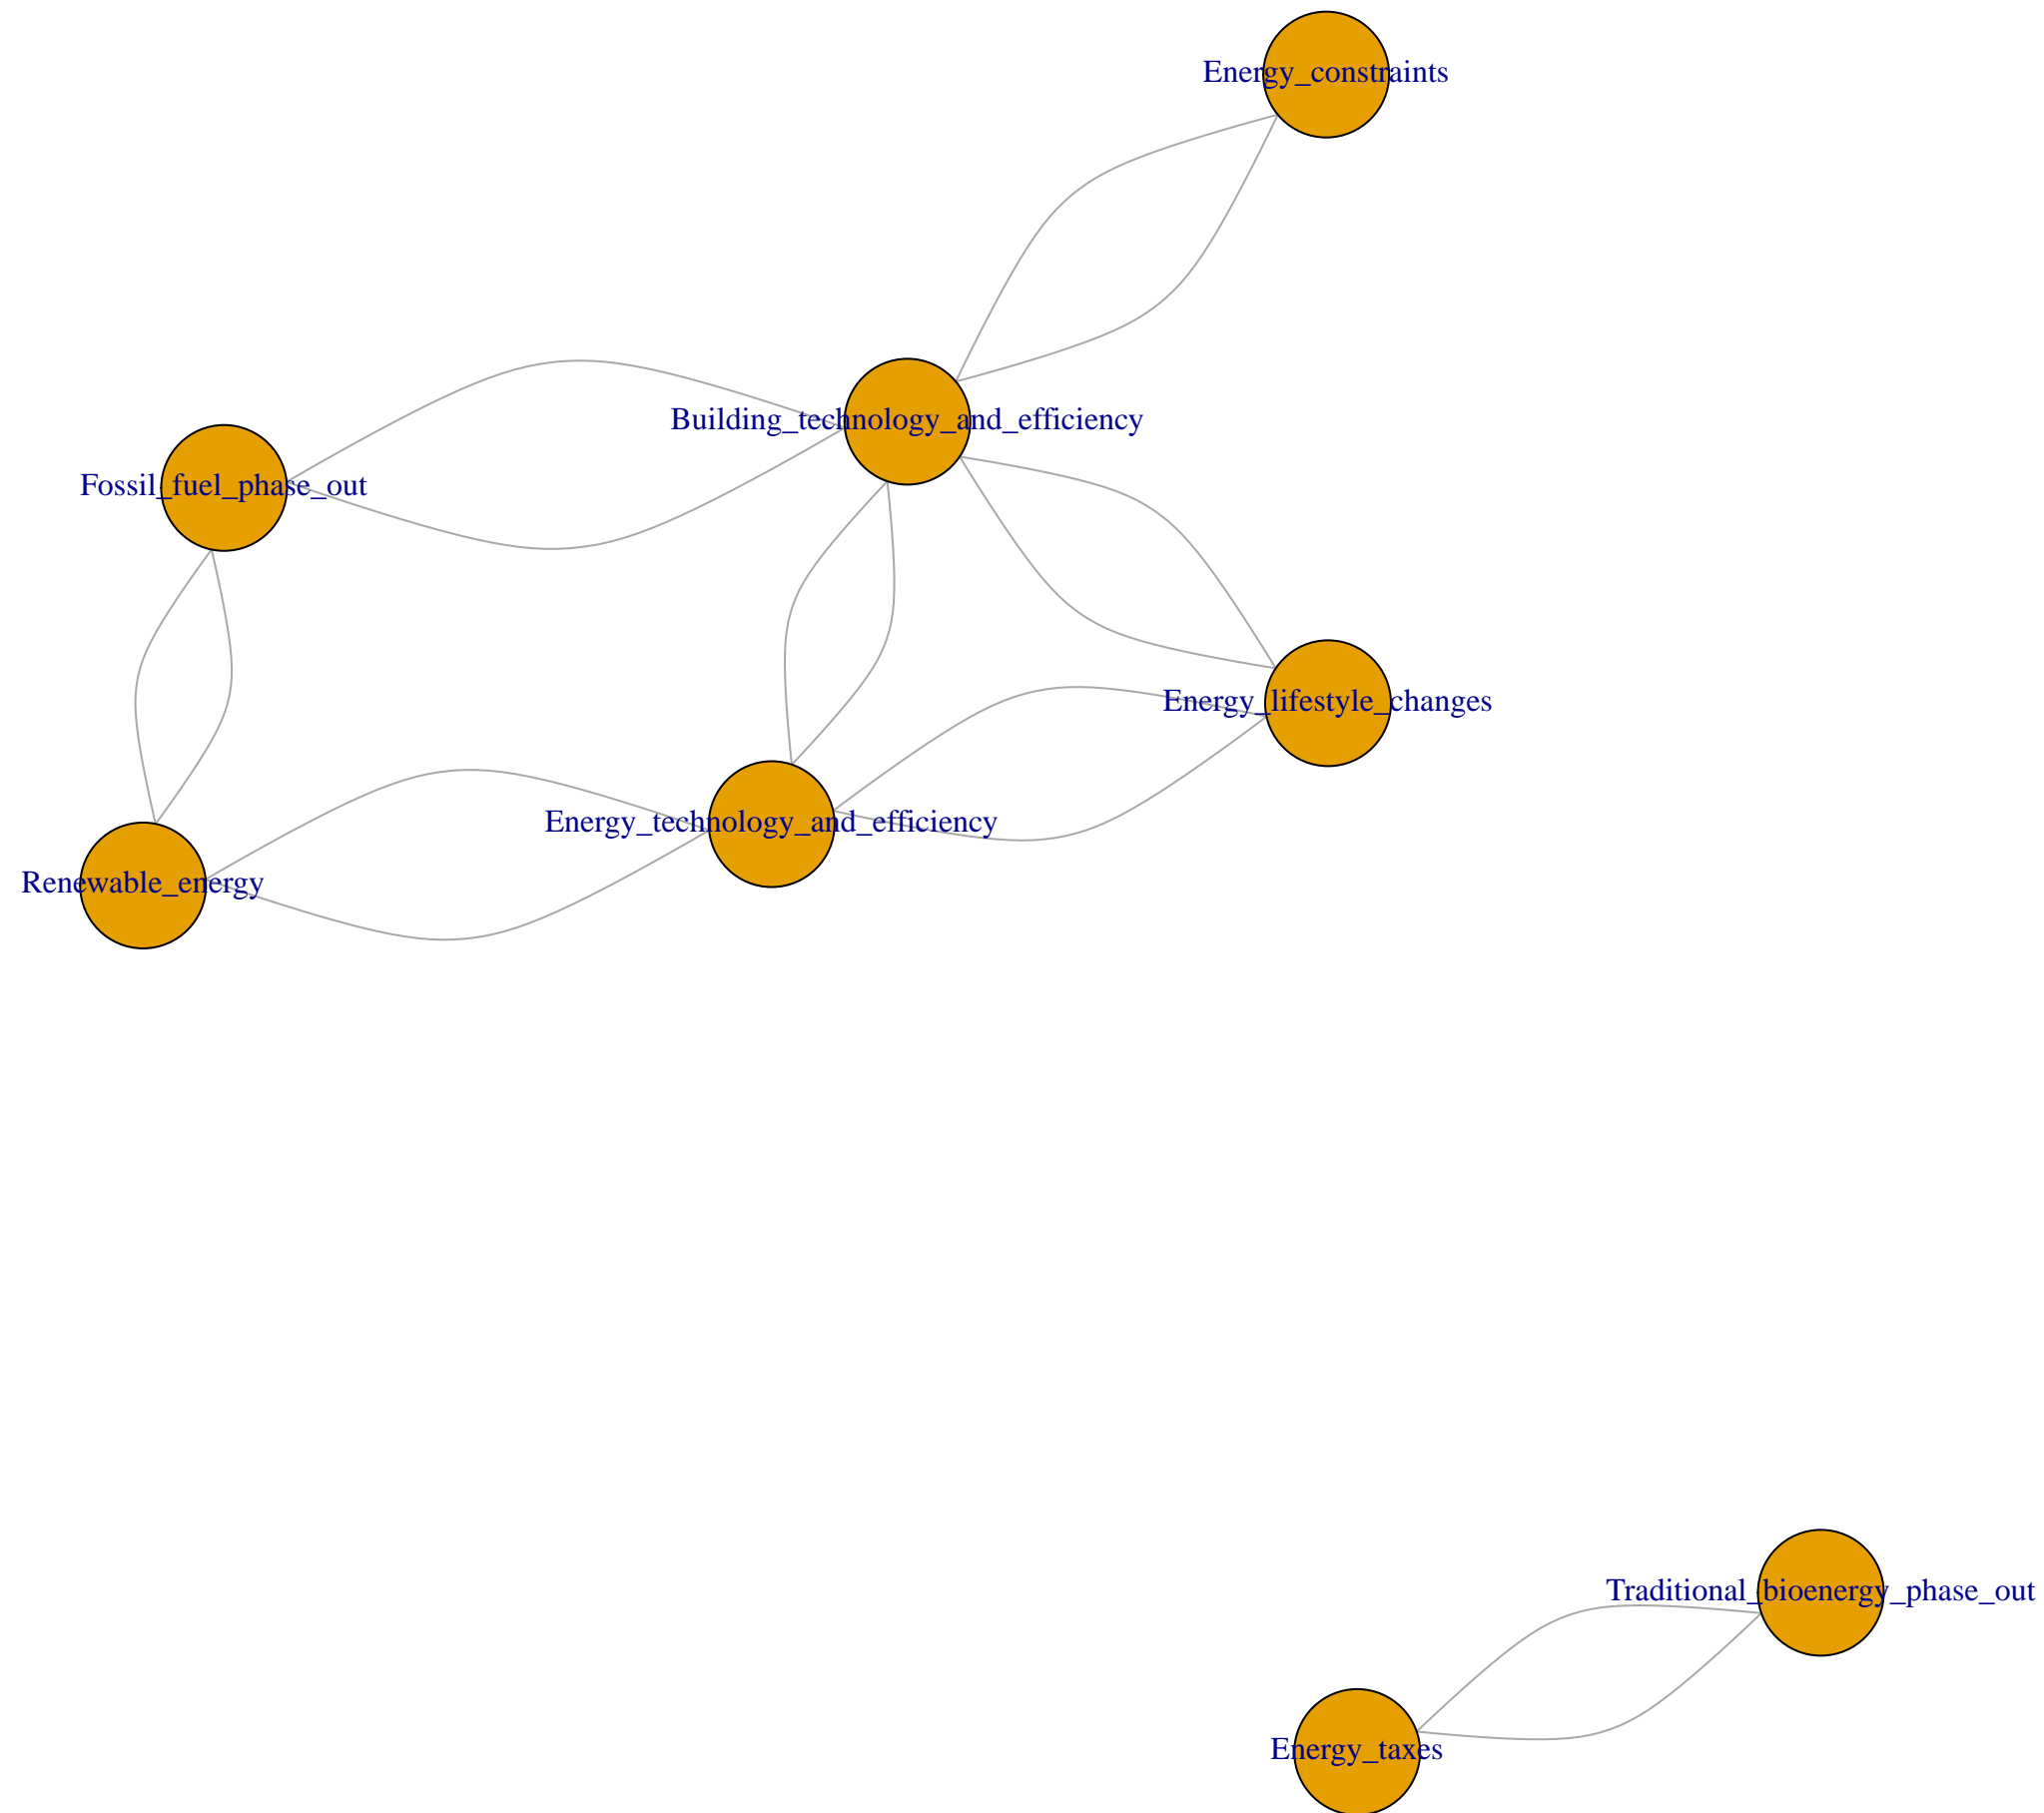 Energy_constraints
Building_technology_and_efficiency
Fossil_fuel_phase_out
Energy_lifestyle_changes
Energy_technology_and_efficiency
Renewable_energy
Traditional_bioenergy_phase_out
Energy_taxes